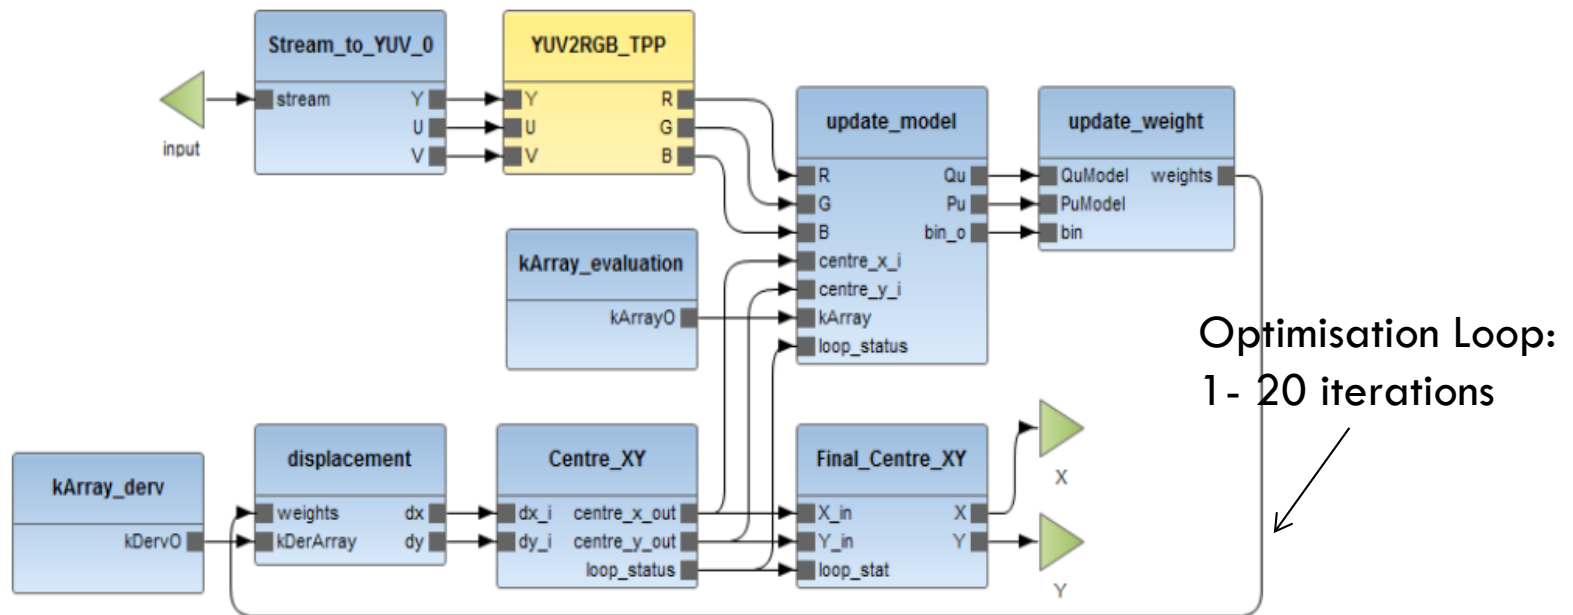 Stream_to_YUV_0
stream
Y
U
V
input
YUV2RGB_TPP
Y
U
V
R
G
B
kArray_evaluation
kArrayO
update_model
R
G
B
centre_x_i
centre_y_i
kArray
loop_status
Qu
Pu
bin_o
update_weight
QuModel
PuModel
bin
weights
Optimisation Loop:
1- 20 iterations
kArray_derv
kDervO
displacement
weights
kDerArray
dx
dy
Centre_XY
dx_i
dy_i
centre_x_out
centre_y_out
loop_status
Final_Centre_XY
X_in
Y_in
loop_stat
X
Y
X
Y